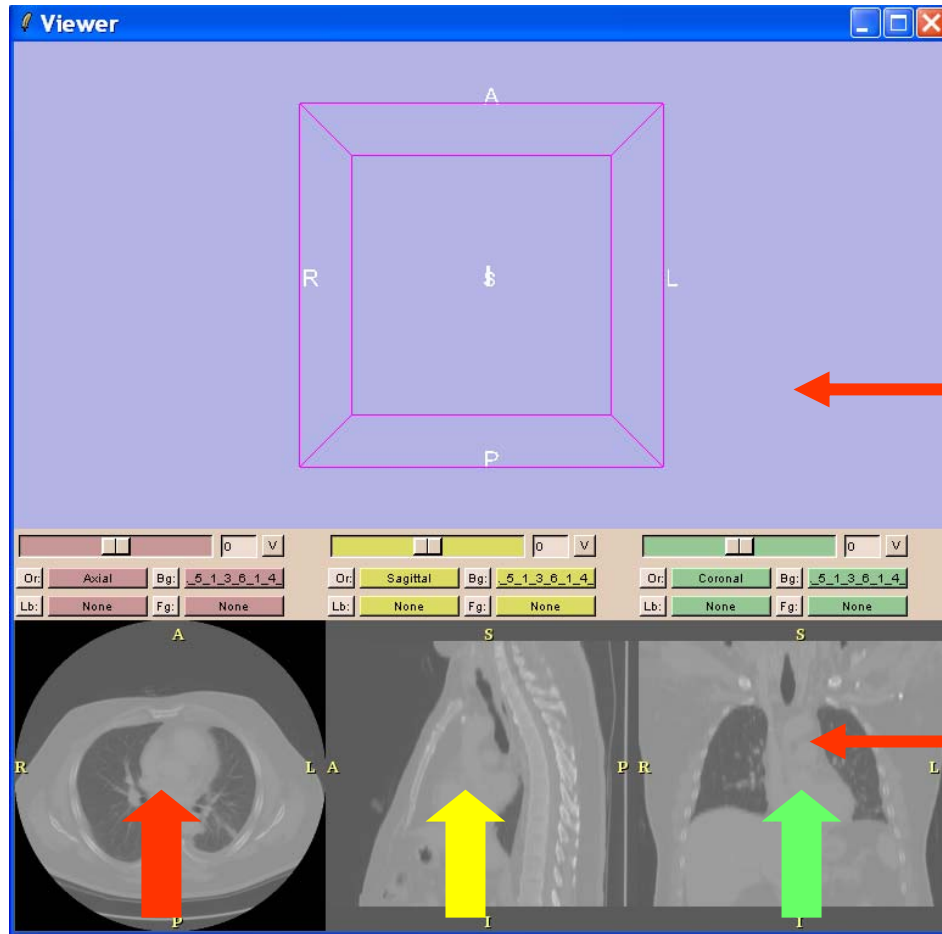 Viewer
A
R
L
P
0 V 0 V 0 V
Or: Axial Bg: _5_1_3_6_1_4_ Or: Sagittal Bg: _5_1_3_6_1_4_ Or: Coronal Bg: _5_1_3_6_1_4_
Lb: None Fg: None Lb: None Fg: None Lb: None Fg: None
A S S
R L A P R L
P I I